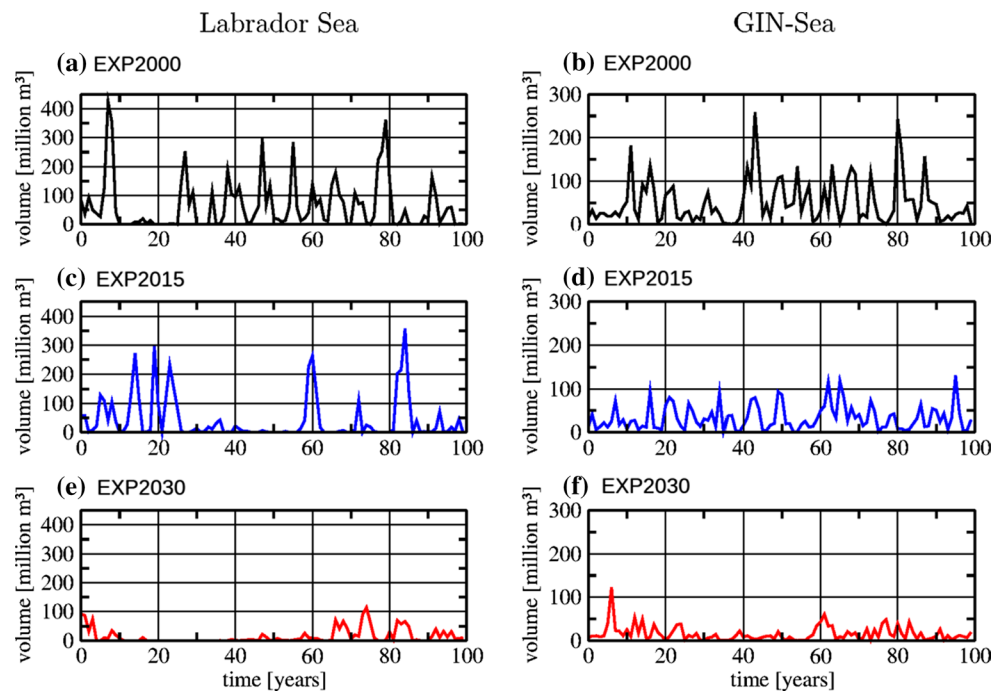 Labrador Sea
GIN-Sea
(a) EXP2000
(b) EXP2000
volume [million m³]
400
300
200
100
0
0 20 40 60 80 100
volume [million m³]
300
200
100
0
0 20 40 60 80 100
(c) EXP2015
(d) EXP2015
volume [million m³]
400
300
200
100
0
0 20 40 60 80 100
volume [million m³]
300
200
100
0
0 20 40 60 80 100
(e) EXP2030
(f) EXP2030
volume [million m³]
400
300
200
100
0
0 20 40 60 80 100
time [years]
volume [million m³]
300
200
100
0
0 20 40 60 80 100
time [years]